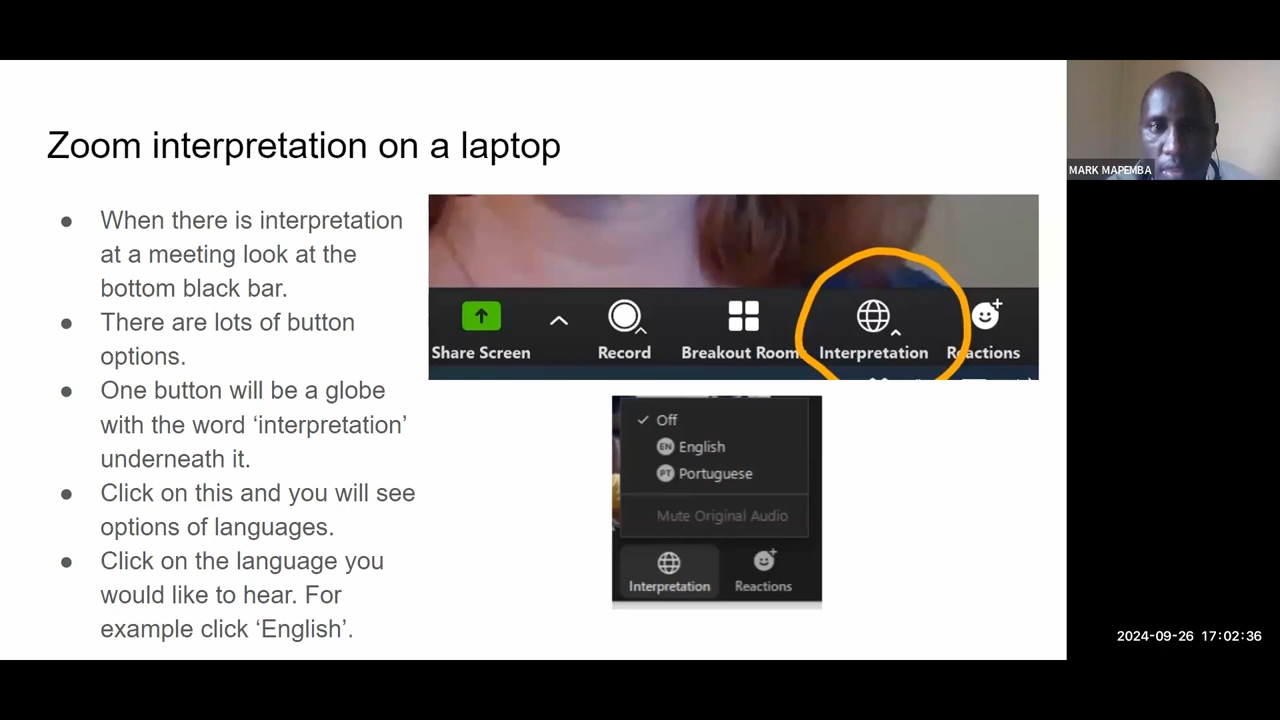 Zoom interpretation on a laptop
● When there is interpretation
at a meeting look at the
bottom black bar.
● There are lots of button
options.
● One button will be a globe
with the word ‘interpretation’
underneath it.
● Click on this and you will see
options of languages.
● Click on the language you
would like to hear. For
example click ‘English’.
Share Screen Record Breakout Room Interpretation Reactions
Off
EN English
PT Portuguese
Mute Original Audio
Interpretation Reactions
MARK MAPEMBA
2024-09-26 17:02:36